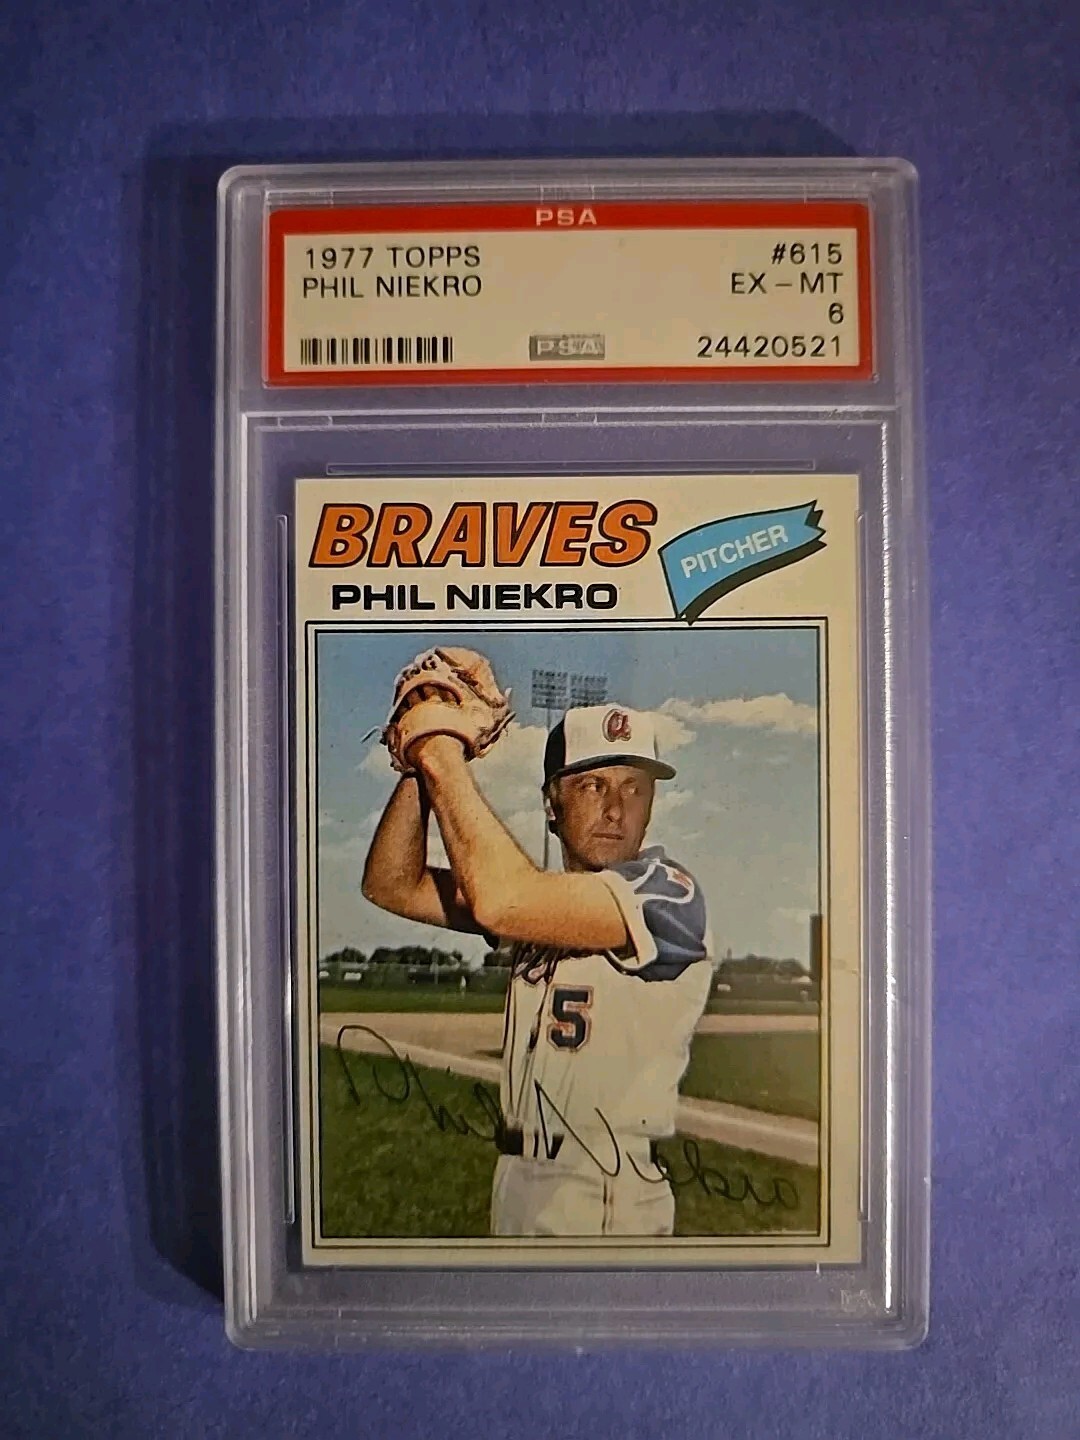 PSA
1977 TOPPS #615
PHIL NIEKRO EX - MT
6
PSA 24420521
BRAVES
PITCHER
PHIL NIEKRO
a
5
Phil Niekro